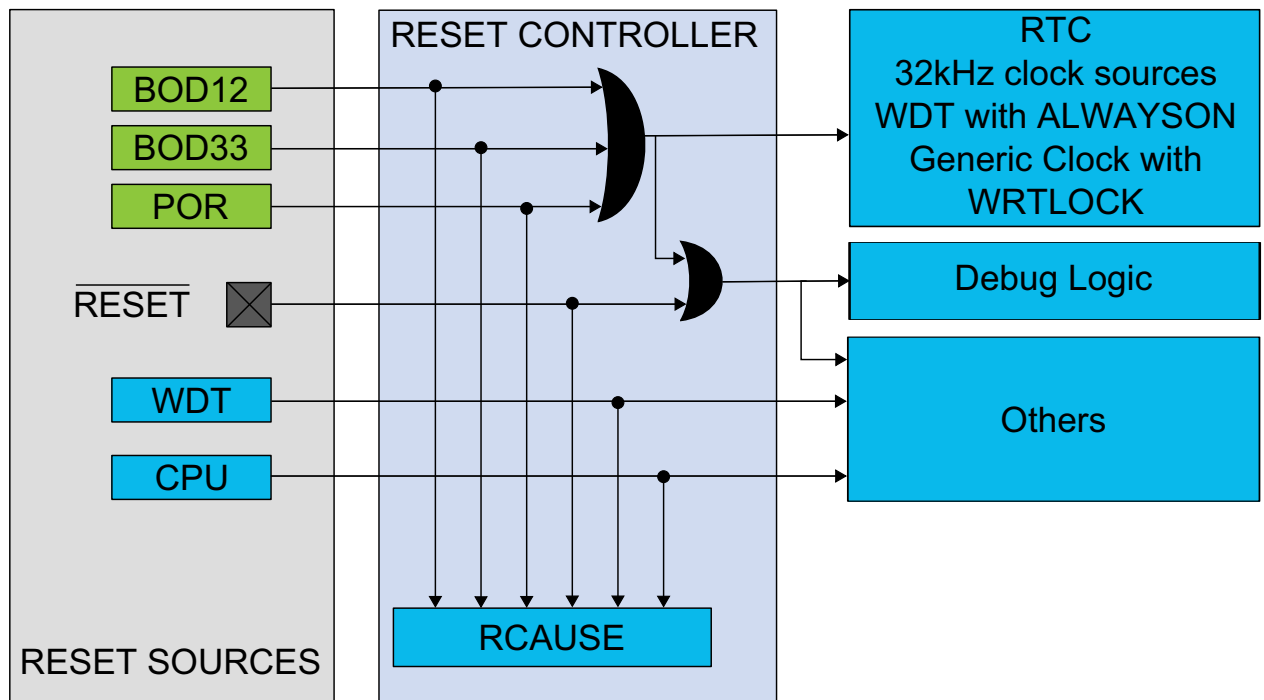 RESET SOURCES
BOD12
BOD33
POR
RESET
WDT
CPU
RESET CONTROLLER
RCAUSE
RTC
32kHz clock sources
WDT with ALWAYSON
Generic Clock with
WRTLOCK
Debug Logic
Others